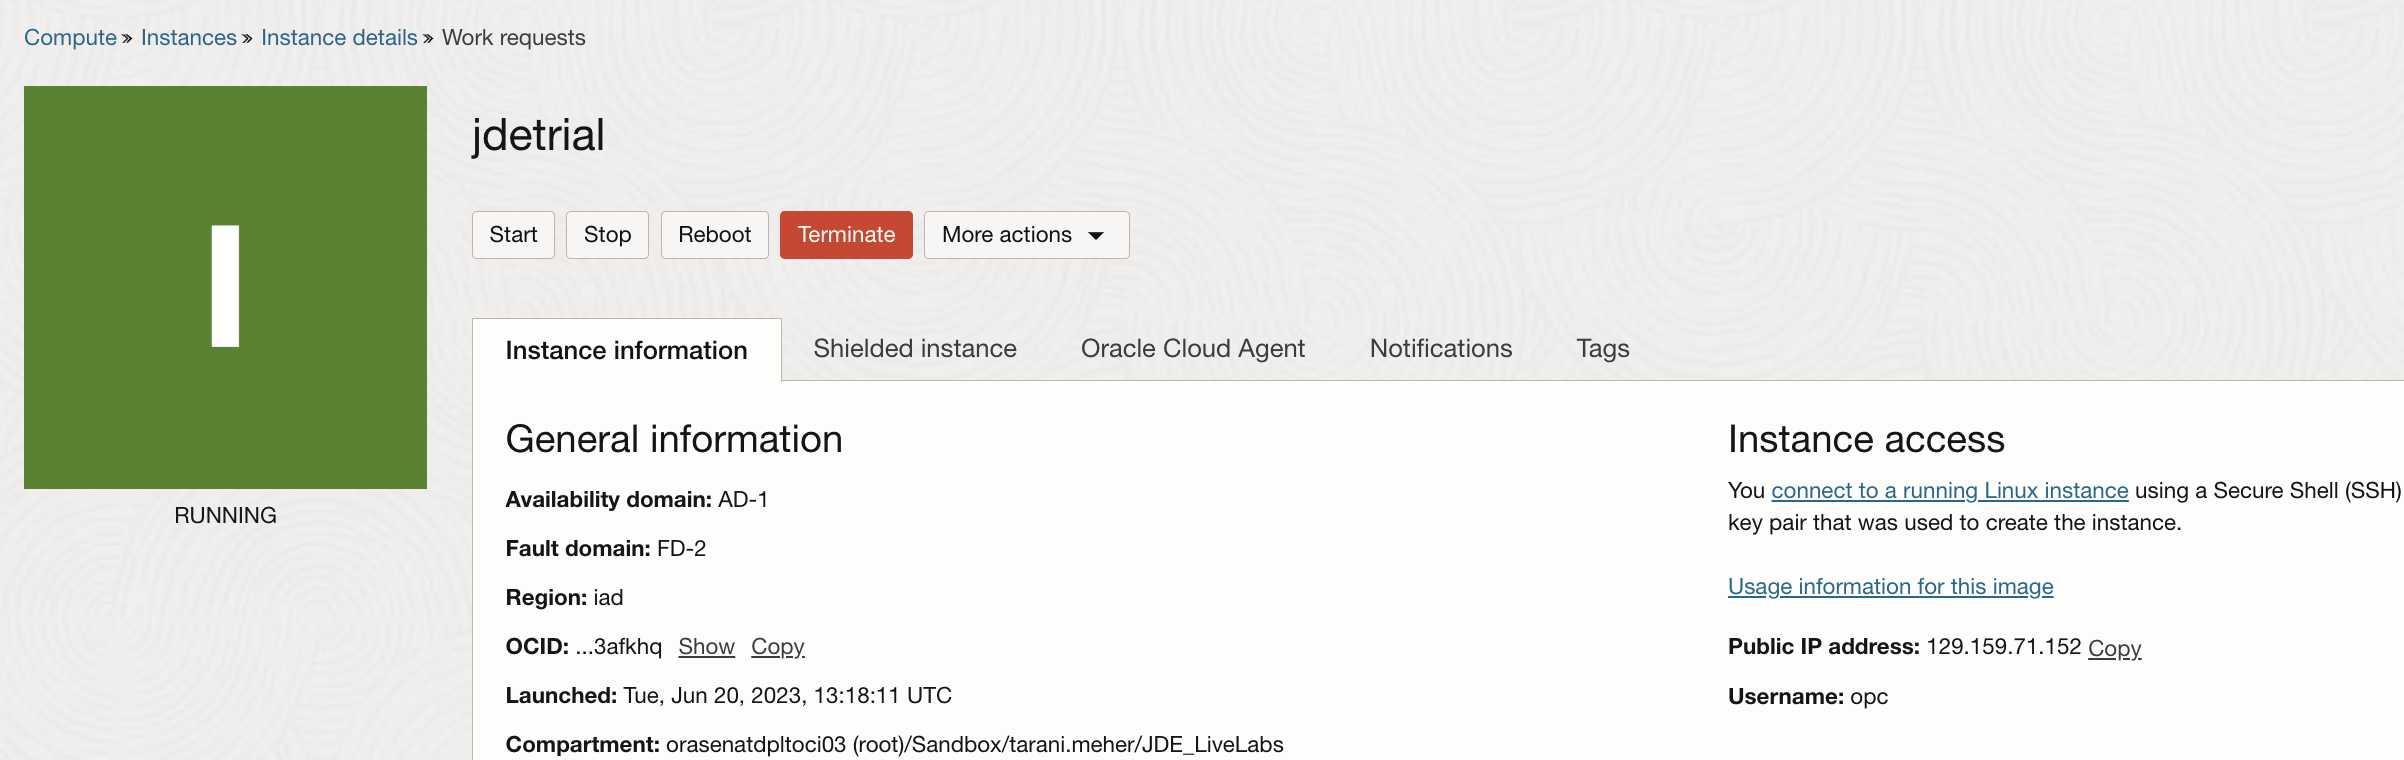 Compute » Instances » Instance details » Work requests
I
RUNNING
jdetrial
Start Stop Reboot Terminate More actions
Instance information Shielded instance Oracle Cloud Agent Notifications Tags
General information
Availability domain: AD-1
Fault domain: FD-2
Region: iad
OCID: ...3afkhq Show Copy
Launched: Tue, Jun 20, 2023, 13:18:11 UTC
Compartment: orasenatdpltoci03 (root)/Sandbox/tarani.meher/JDE_LiveLabs
Instance access
You connect to a running Linux instance using a Secure Shell (SSH)
key pair that was used to create the instance.
Usage information for this image
Public IP address: 129.159.71.152 Copy
Username: opc